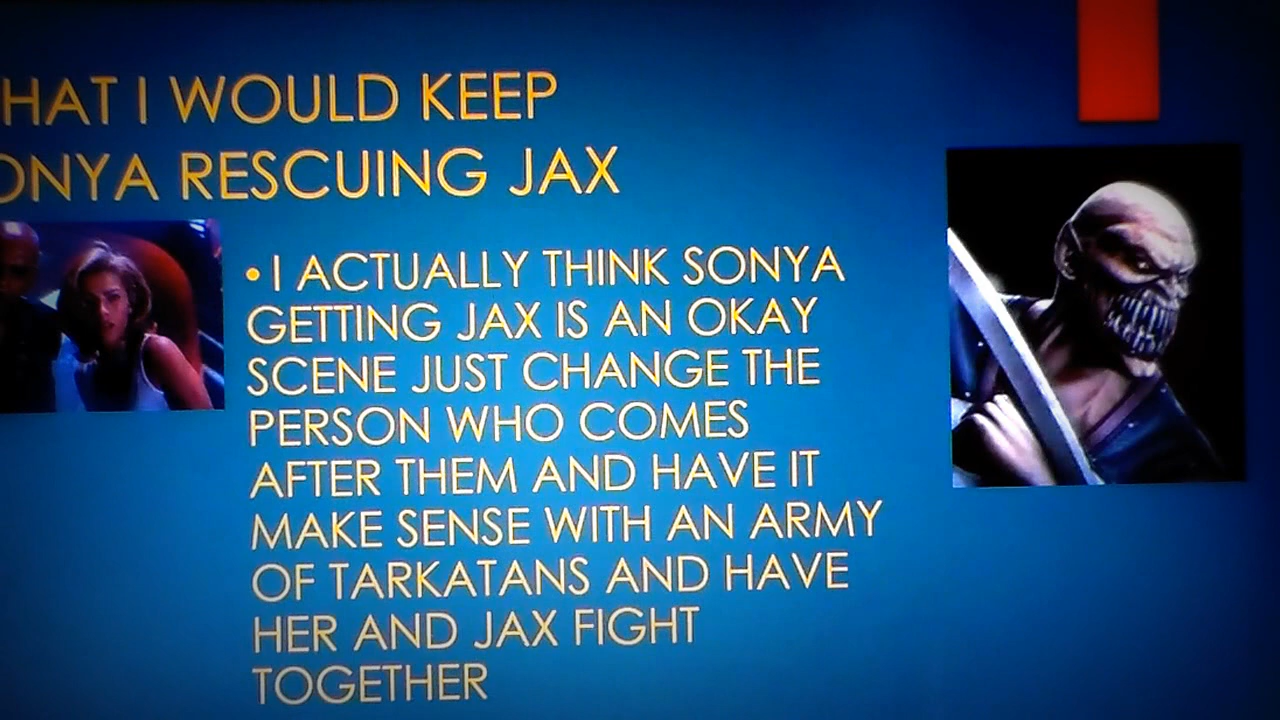 HAT I WOULD KEEP
ONYA RESCUING JAX
• I ACTUALLY THINK SONYA
GETTING JAX IS AN OKAY
SCENE JUST CHANGE THE
PERSON WHO COMES
AFTER THEM AND HAVE IT
MAKE SENSE WITH AN ARMY
OF TARKATANS AND HAVE
HER AND JAX FIGHT
TOGETHER